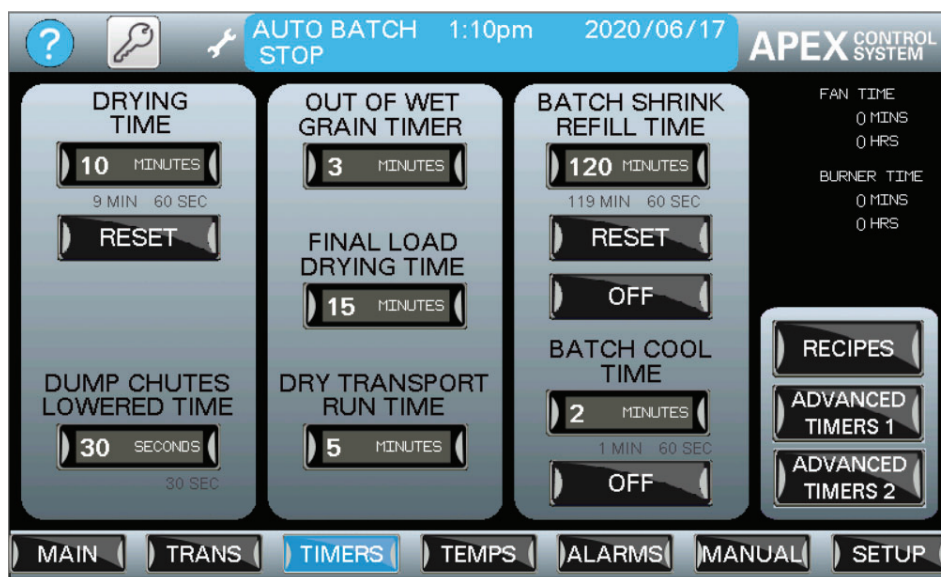 ?
AUTO BATCH 1:10pm 2020/06/17
STOP
APEX CONTROL
SYSTEM
DRYING
TIME
10 MINUTES
9 MIN 60 SEC
RESET
DUMP CHUTES
LOWERED TIME
30 SECONDS
30 SEC
OUT OF WET
GRAIN TIMER
3 MINUTES
FINAL LOAD
DRYING TIME
15 MINUTES
DRY TRANSPORT
RUN TIME
5 MINUTES
BATCH SHRINK
REFILL TIME
120 MINUTES
119 MIN 60 SEC
RESET
OFF
BATCH COOL
TIME
2 MINUTES
1 MIN 60 SEC
OFF
FAN TIME
0 MINS
0 HRS
BURNER TIME
0 MINS
0 HRS
RECIPES
ADVANCED
TIMERS 1
ADVANCED
TIMERS 2
MAIN TRANS TIMERS TEMPS ALARMS MANUAL SETUP